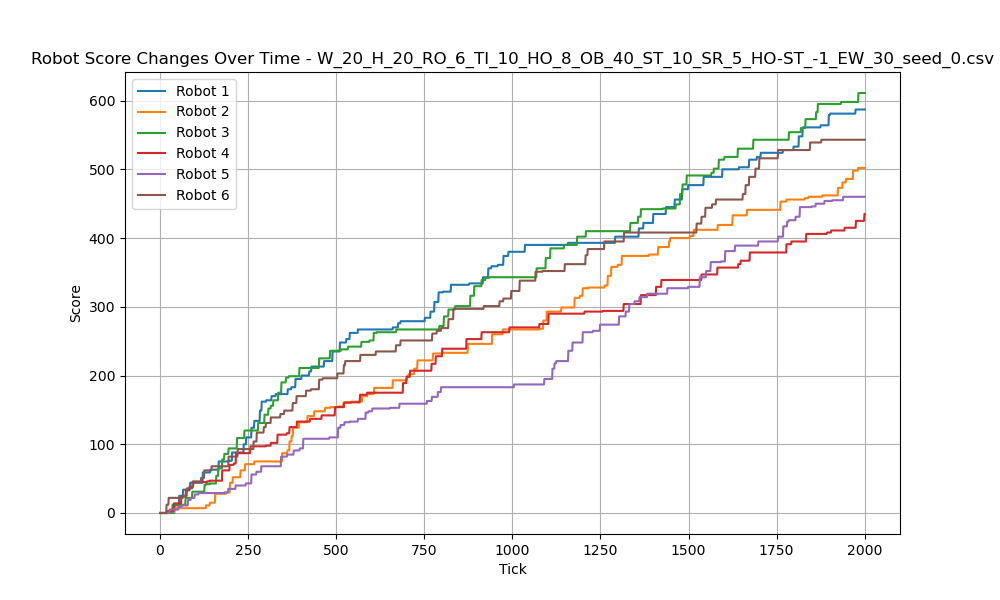 Robot Score Changes Over Time - W_20_H_20_RO_6_TI_10_HO_8_OB_40_ST_10_SR_5_HO-ST_-1_EW_30_seed_0.csv
Robot 1
Robot 2
Robot 3
Robot 4
Robot 5
Robot 6
600
500
400
300
200
100
0
Score
0 250 500 750 1000 1250 1500 1750 2000
Tick